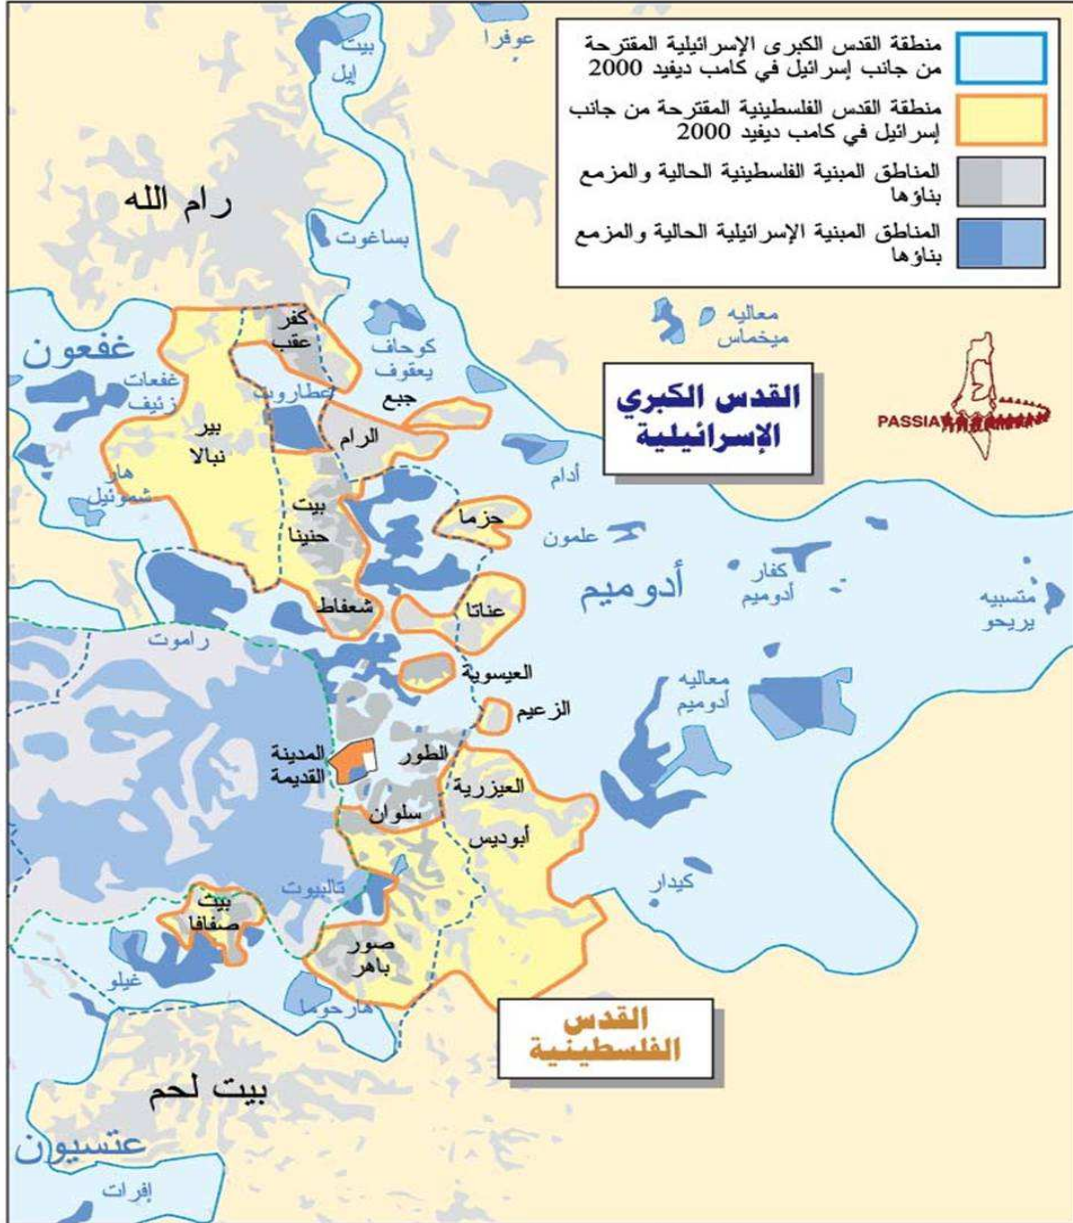 عوفرا
بيت
إيل
منطقة القدس الكبرى الإسرائيلية المقترحة
من جانب إسرائيل في كامب ديفيد 2000
منطقة القدس الفلسطينية المقترحة من جانب
إسرائيل في كامب ديفيد 2000
المناطق المبنية الفلسطينية الحالية والمزمع
بناؤها
المناطق المبنية الإسرائيلية الحالية والمزمع
بناؤها
رام الله
بساغوت
معاليه
ميخماس
كفر
عقب
كوحاف
يعقوف
غفعون
غفعات
زئيف
عطاروت
جبع
القدس الكبري
الإسرائيلية
PASSIA
بير
نبالا
الرام
أدام
هار
شموئيل
بيت
حنينا
حزما
علمون
أدوميم
كفار
أدوميم
متسبيه
يريحو
شعفاط
عناتا
راموت
العيسوية
معاليه
أدوميم
الزعيم
المدينة
القديمة
الطور
العيزرية
سلوان
أبوديس
كيدار
تالبيوت
بيت
صفافا
صور
باهر
غيلو
هارحوما
القدس
الفلسطينية
بيت لحم
عتسيون
إفرات